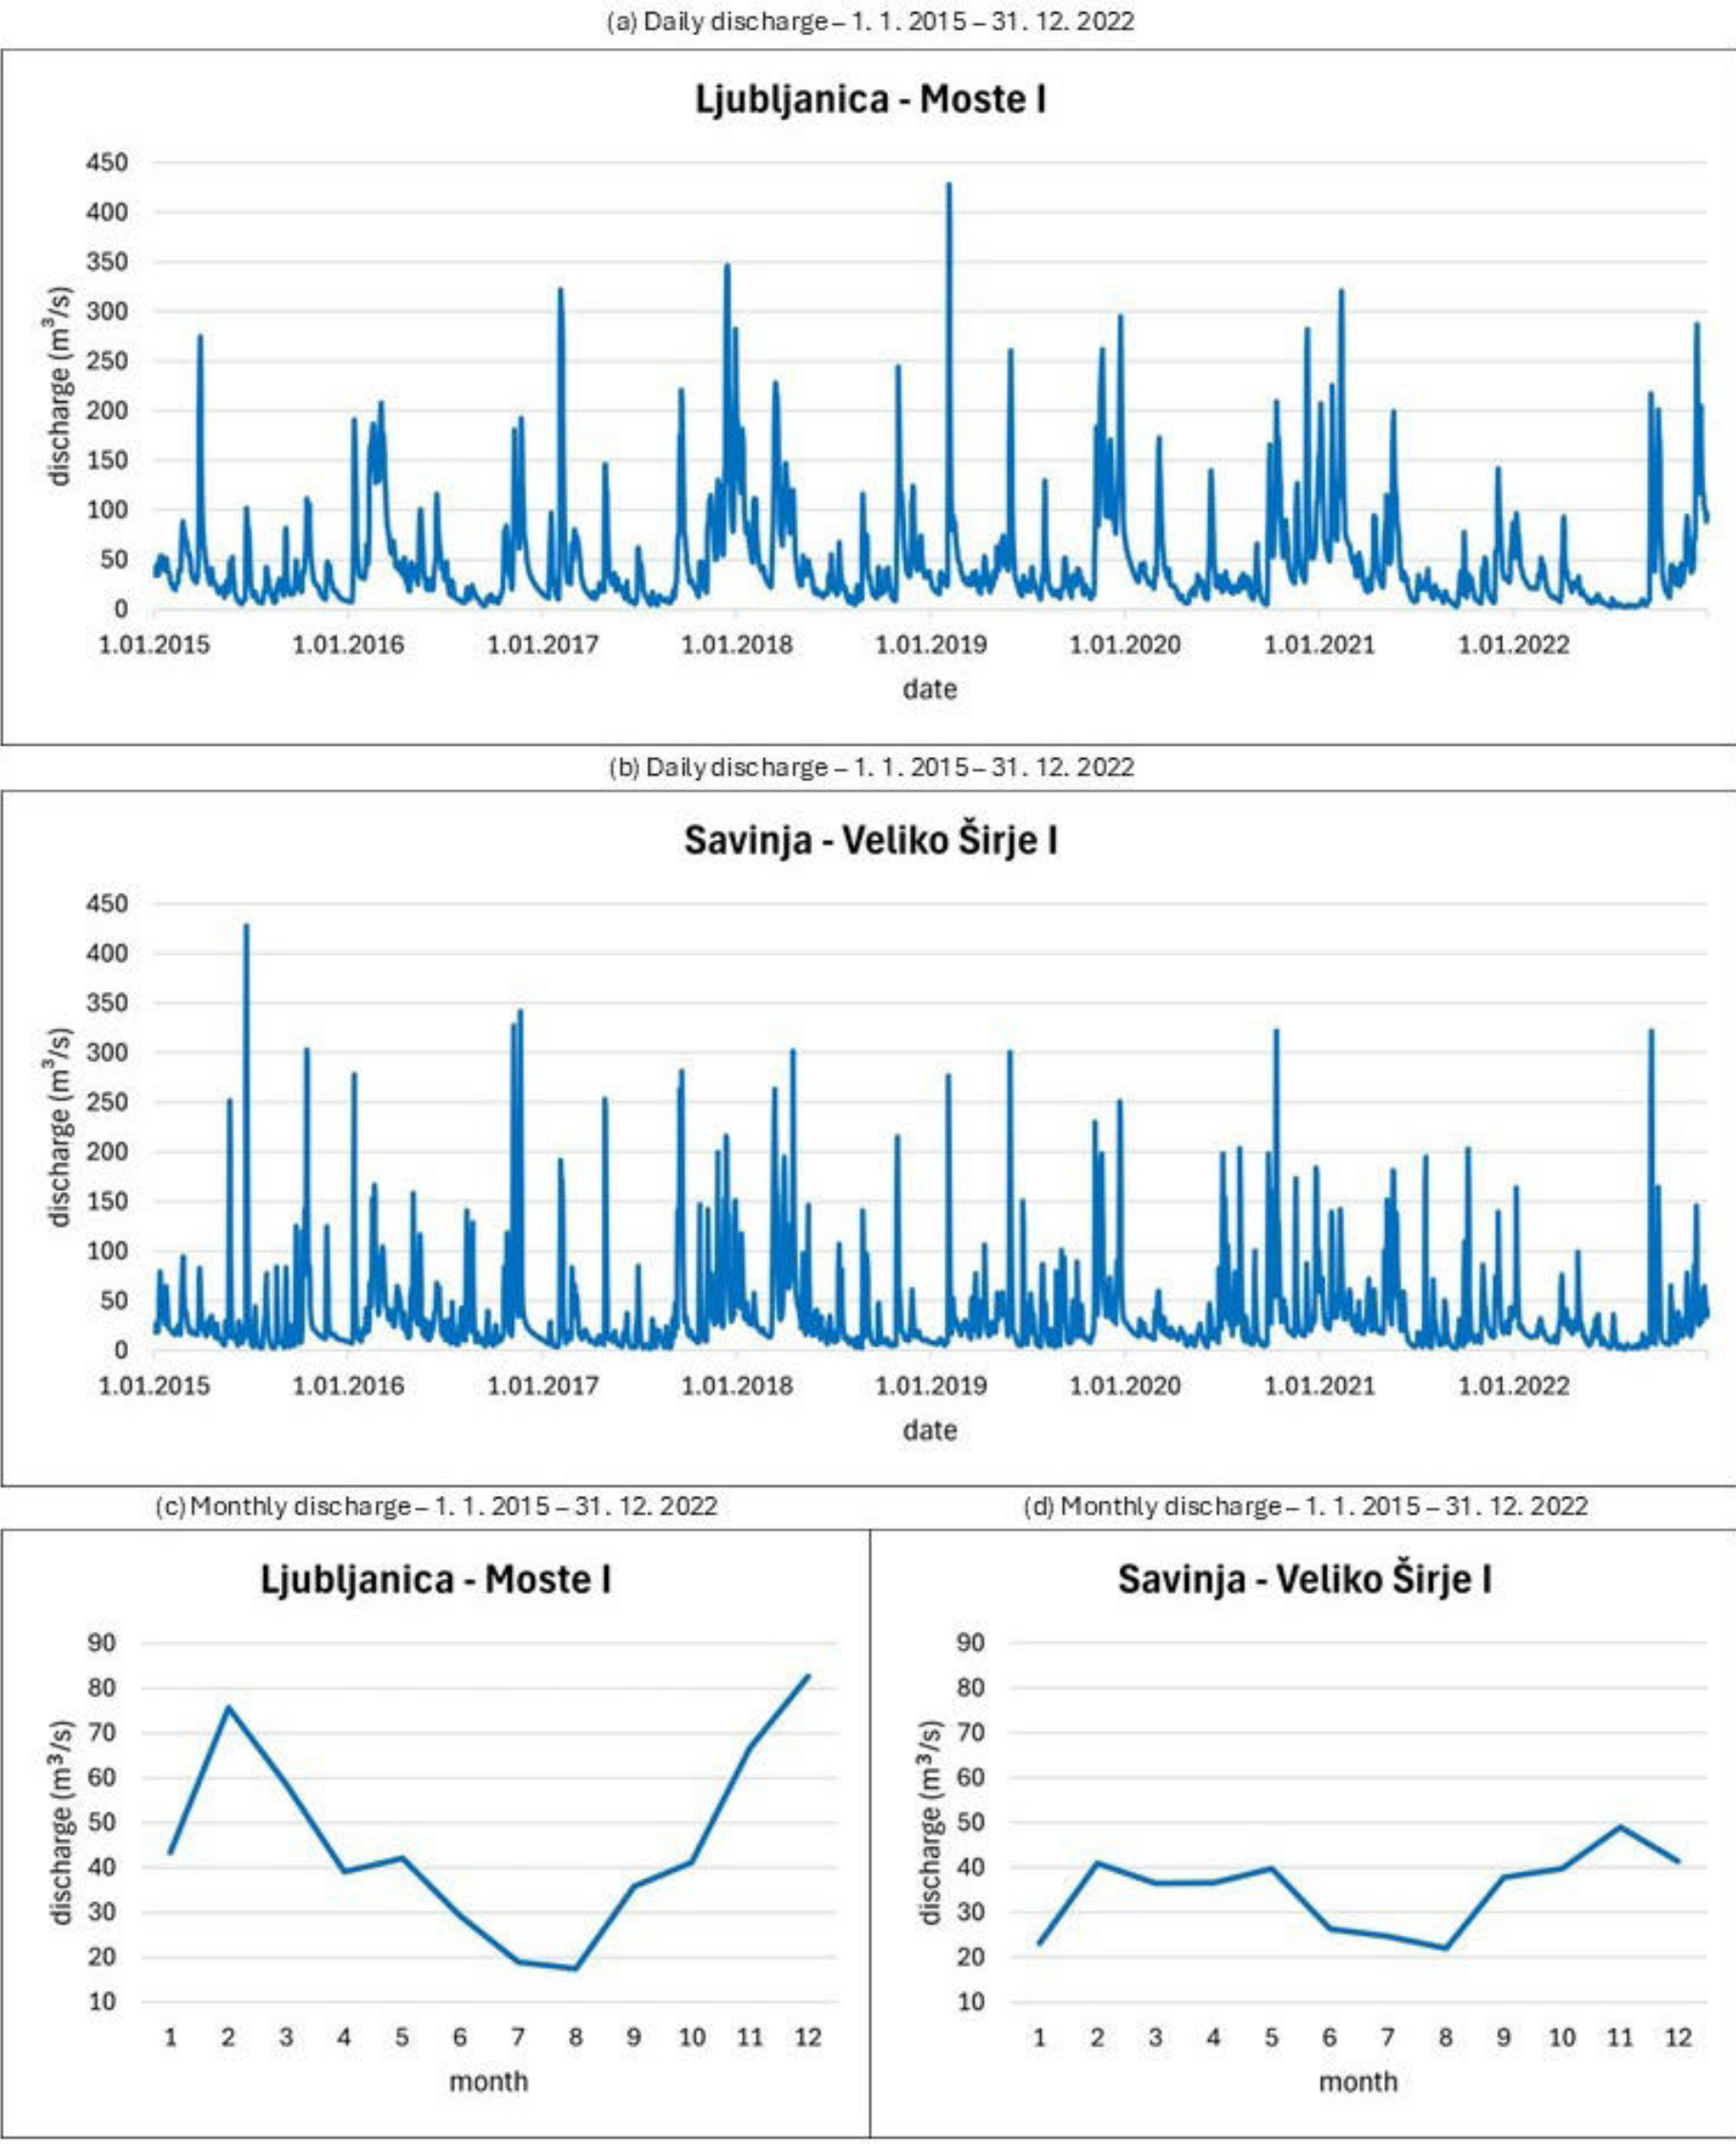 (a) Daily discharge – 1. 1. 2015 – 31. 12. 2022
Ljubljanica - Moste I
450
400
350
300
250
200
150
100
50
0
discharge (m³/s)
1.01.2015 1.01.2016 1.01.2017 1.01.2018 1.01.2019 1.01.2020 1.01.2021 1.01.2022
date
(b) Daily discharge – 1. 1. 2015 – 31. 12. 2022
Savinja - Veliko Širje I
450
400
350
300
250
200
150
100
50
0
discharge (m³/s)
1.01.2015 1.01.2016 1.01.2017 1.01.2018 1.01.2019 1.01.2020 1.01.2021 1.01.2022
date
(c) Monthly discharge – 1. 1. 2015 – 31. 12. 2022
Ljubljanica - Moste I
90
80
70
60
50
40
30
20
10
discharge (m³/s)
1 2 3 4 5 6 7 8 9 10 11 12
month
(d) Monthly discharge – 1. 1. 2015 – 31. 12. 2022
Savinja - Veliko Širje I
90
80
70
60
50
40
30
20
10
discharge (m³/s)
1 2 3 4 5 6 7 8 9 10 11 12
month